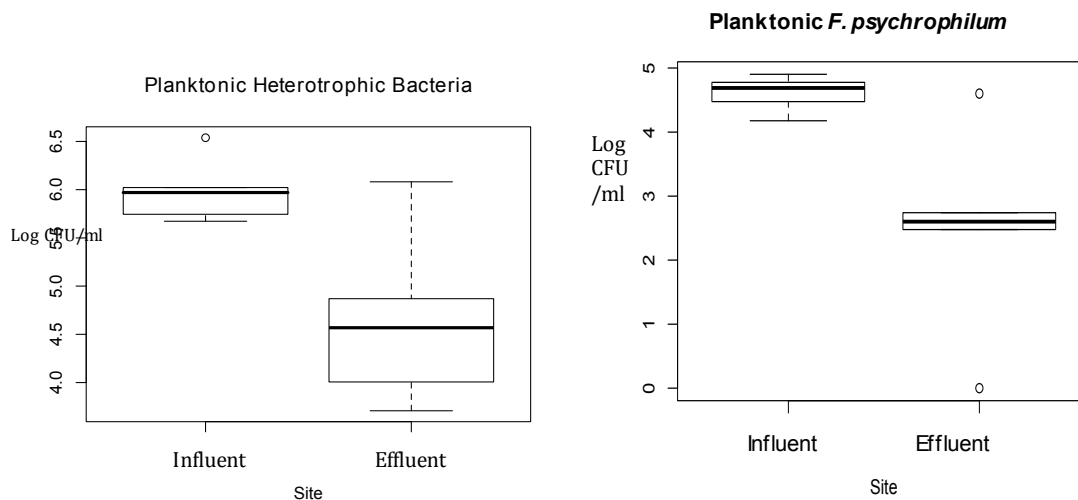 Planktonic Heterotrophic Bacteria
6.5
6.0
Log CFU/ml
5.0
4.5
4.0
Influent
Effluent
Site
Planktonic F. psychrophilum
5
4
Log
CFU
/ml
3
2
1
0
Influent
Effluent
Site